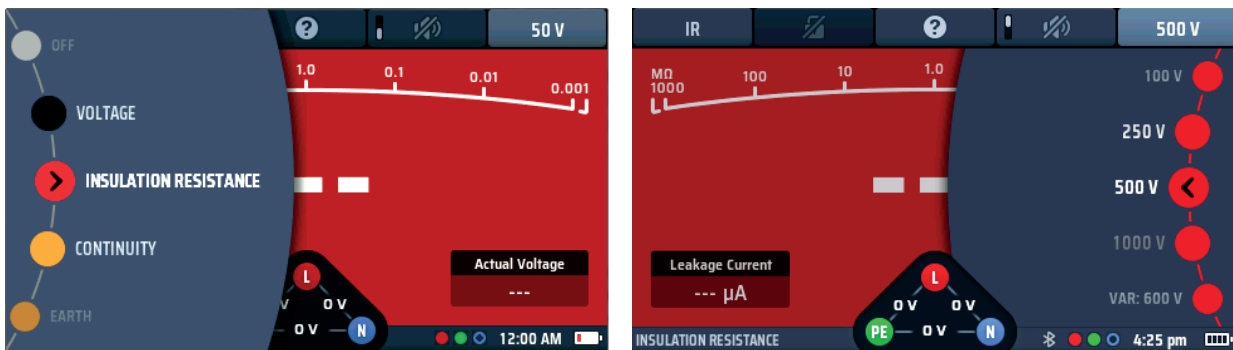 OFF
?
50 V
VOLTAGE
1.0
0.1
0.01
0.001
INSULATION RESISTANCE
CONTINUITY
Actual Voltage
---
L
V
0 V
0 V
N
EARTH
12:00 AM
IR
?
500 V
MΩ
1000
100
10
1.0
100 V
250 V
500 V
1000 V
VAR: 600 V
Leakage Current
--- µA
L
0 V
0 V
PE
0 V
N
INSULATION RESISTANCE
4:25 pm